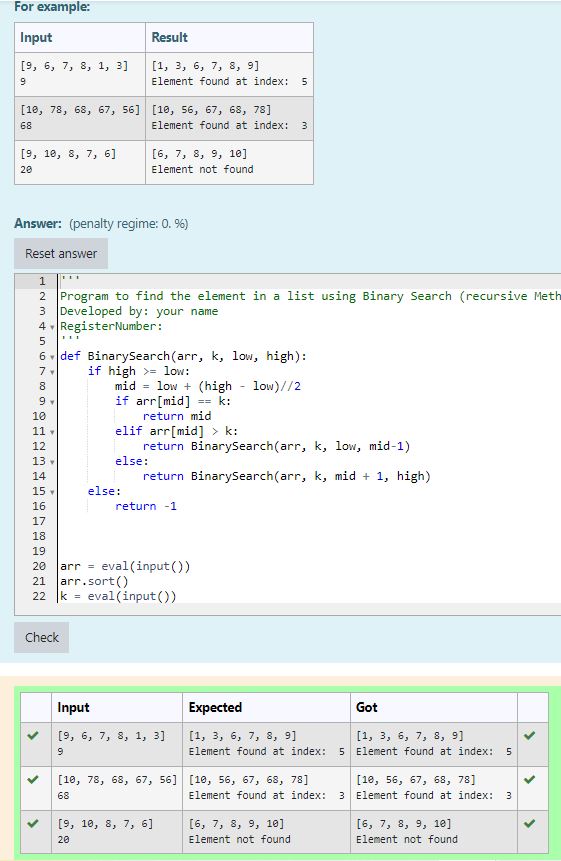 For example:
Input Result
[9, 6, 7, 8, 1, 3] [1, 3, 6, 7, 8, 9]
9 Element found at index:  5
[10, 78, 68, 67, 56] [10, 56, 67, 68, 78]
68 Element found at index:  3
[9, 10, 8, 7, 6] [6, 7, 8, 9, 10]
20 Element not found
Answer: (penalty regime: 0. %)
Reset answer
1 '''
2 Program to find the element in a list using Binary Search (recursive Meth
3 Developed by: your name
4 RegisterNumber:
5 '''
6 def BinarySearch(arr, k, low, high):
7     if high >= low:
8         mid = low + (high - low)//2
9         if arr[mid] == k:
10             return mid
11         elif arr[mid] > k:
12             return BinarySearch(arr, k, low, mid-1)
13         else:
14             return BinarySearch(arr, k, mid + 1, high)
15     else:
16         return -1
17
18
19
20 arr = eval(input())
21 arr.sort()
22 k = eval(input())
Check
Input Expected Got
[9, 6, 7, 8, 1, 3] [1, 3, 6, 7, 8, 9] [1, 3, 6, 7, 8, 9]
9 Element found at index:  5 Element found at index:  5
[10, 78, 68, 67, 56] [10, 56, 67, 68, 78] [10, 56, 67, 68, 78]
68 Element found at index:  3 Element found at index:  3
[9, 10, 8, 7, 6] [6, 7, 8, 9, 10] [6, 7, 8, 9, 10]
20 Element not found Element not found